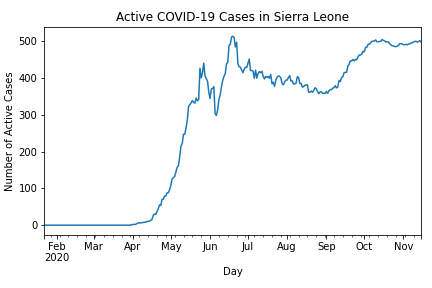 Active COVID-19 Cases in Sierra Leone
Number of Active Cases
500
400
300
200
100
0
Feb Mar Apr May Jun Jul Aug Sep Oct Nov
2020
Day